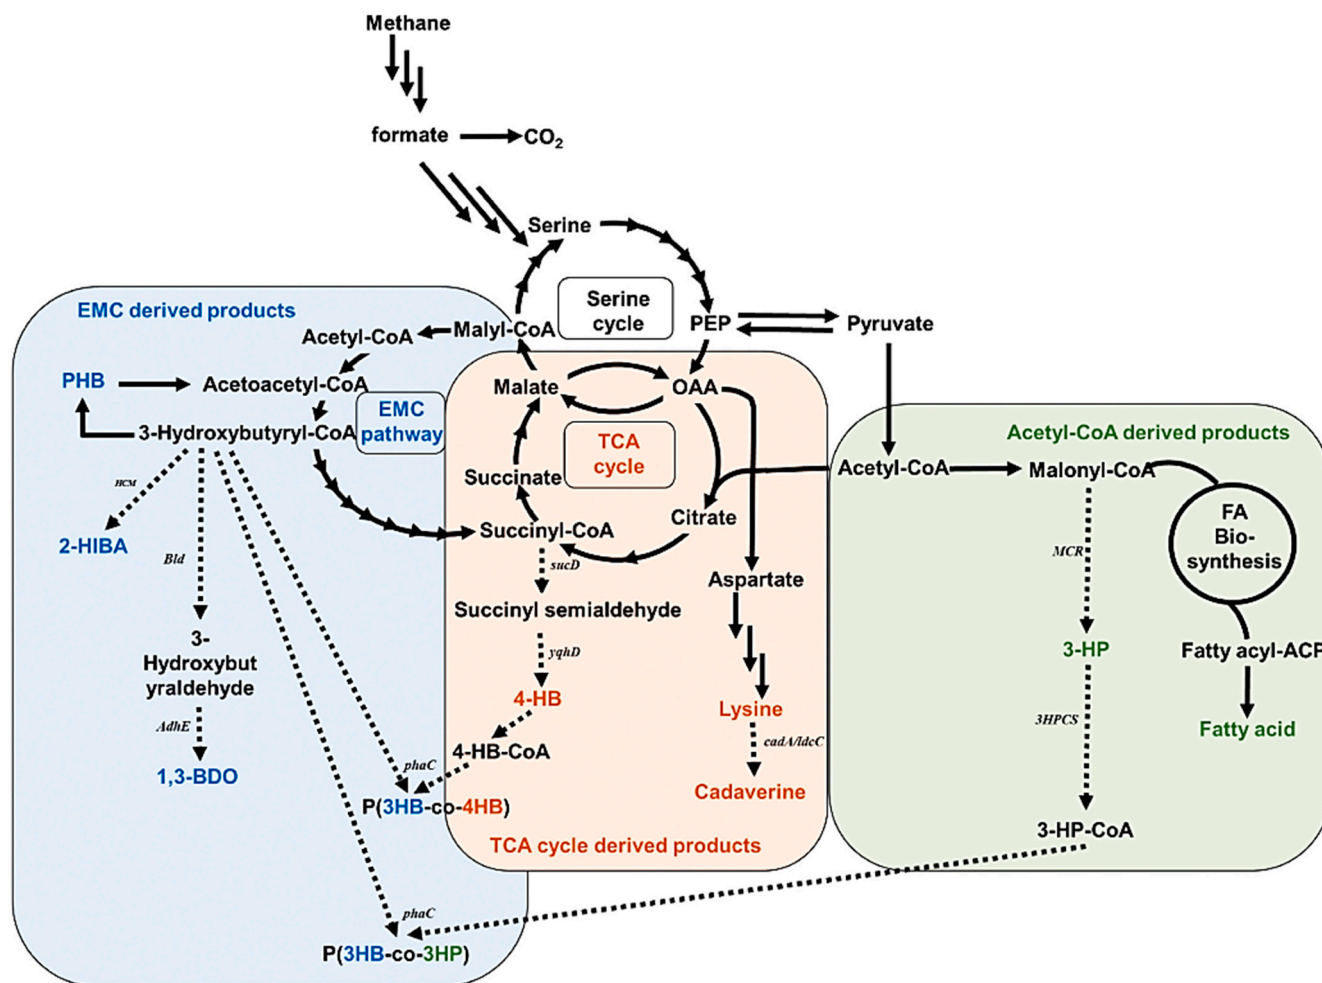 Methane
formate
CO2
Serine
EMC derived products
Serine
cycle
Acetyl-CoA
Malyl-CoA
PEP
Pyruvate
PHB
Acetoacetyl-CoA
Malate
OAA
3-Hydroxybutyryl-CoA
EMC
pathway
TCA
cycle
Acetyl-CoA derived products
Succinate
Acetyl-CoA
Malonyl-CoA
HCM
2-HIBA
Succinyl-CoA
Citrate
FA
Bio-
synthesis
Bld
sucD
Aspartate
MCR
Succinyl semialdehyde
3-
Hydroxybut
yraldehyde
yqhD
3-HP
Fatty acyl-ACP
4-HB
Lysine
AdhE
3HPCS
Fatty acid
4-HB-CoA
cadA/ldcC
phaC
1,3-BDO
Cadaverine
P(3HB-co-4HB)
3-HP-CoA
TCA cycle derived products
phaC
P(3HB-co-3HP)